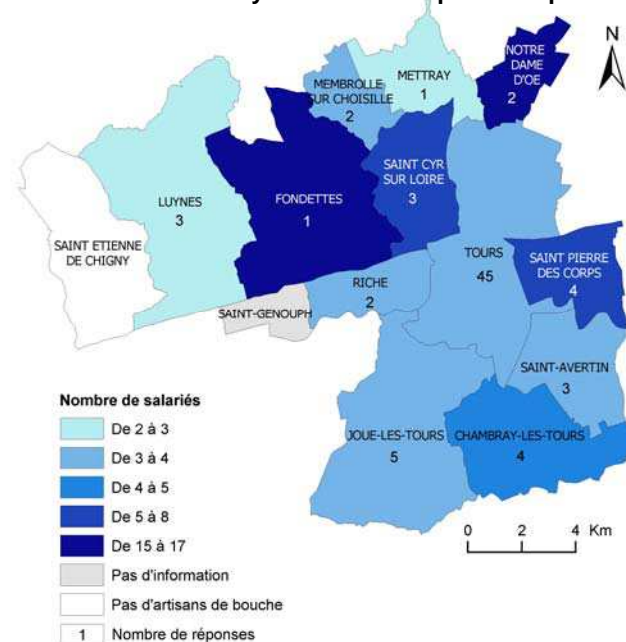 N
NOTRE
DAME
D'OE
2
METTRAY
1
MEMBROLLE
SUR CHOISILLE
2
SAINT CYR
SUR LOIRE
3
LUYNES
3
FONDETTES
1
SAINT ETIENNE
DE CHIGNY
TOURS
45
SAINT PIERRE
DES CORPS
4
RICHE
2
SAINT-GENOUPH
SAINT-AVERTIN
3
JOUE-LES-TOURS
5
CHAMBRAY-LES-TOURS
4
Nombre de salariés
De 2 à 3
De 3 à 4
De 4 à 5
De 5 à 8
De 15 à 17
Pas d'information
Pas d'artisans de bouche
1 Nombre de réponses
0 2 4 Km